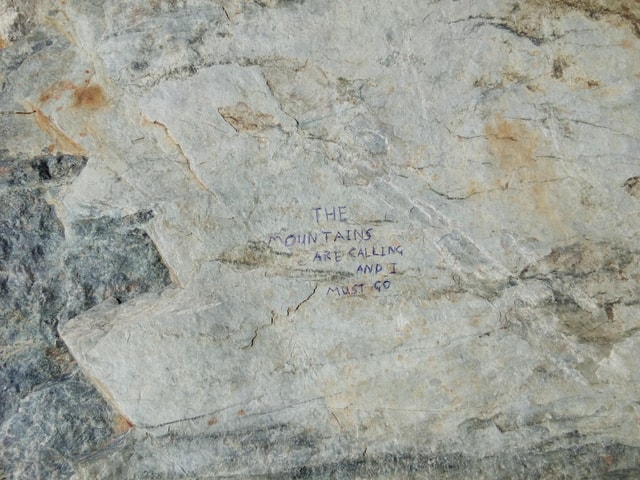 THE
MOUNTAINS
ARE CALLING
AND I
MUST GO